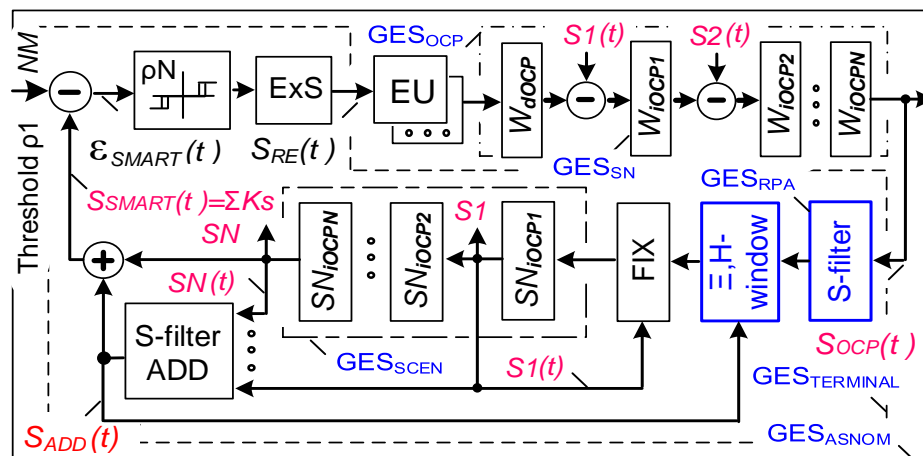 NM
Threshold ρ1
ρN
εSMART(t)
ExS
SRE(t)
EU
GESOCP
WdOCP
S1(t)
WiOCP1
GESSN
S2(t)
WiOCP2
WiOCPN
SSMART(t)=ΣKs
SN
SN(t)
SNiOCPN
SNiOCP2
S1
SNiOCP1
FIX
GESRPA
Ξ,H-
window
S-filter
SOCP(t)
S-filter
ADD
GESSCEN
S1(t)
GESTERMINAL
GESASNOM
SADD(t)